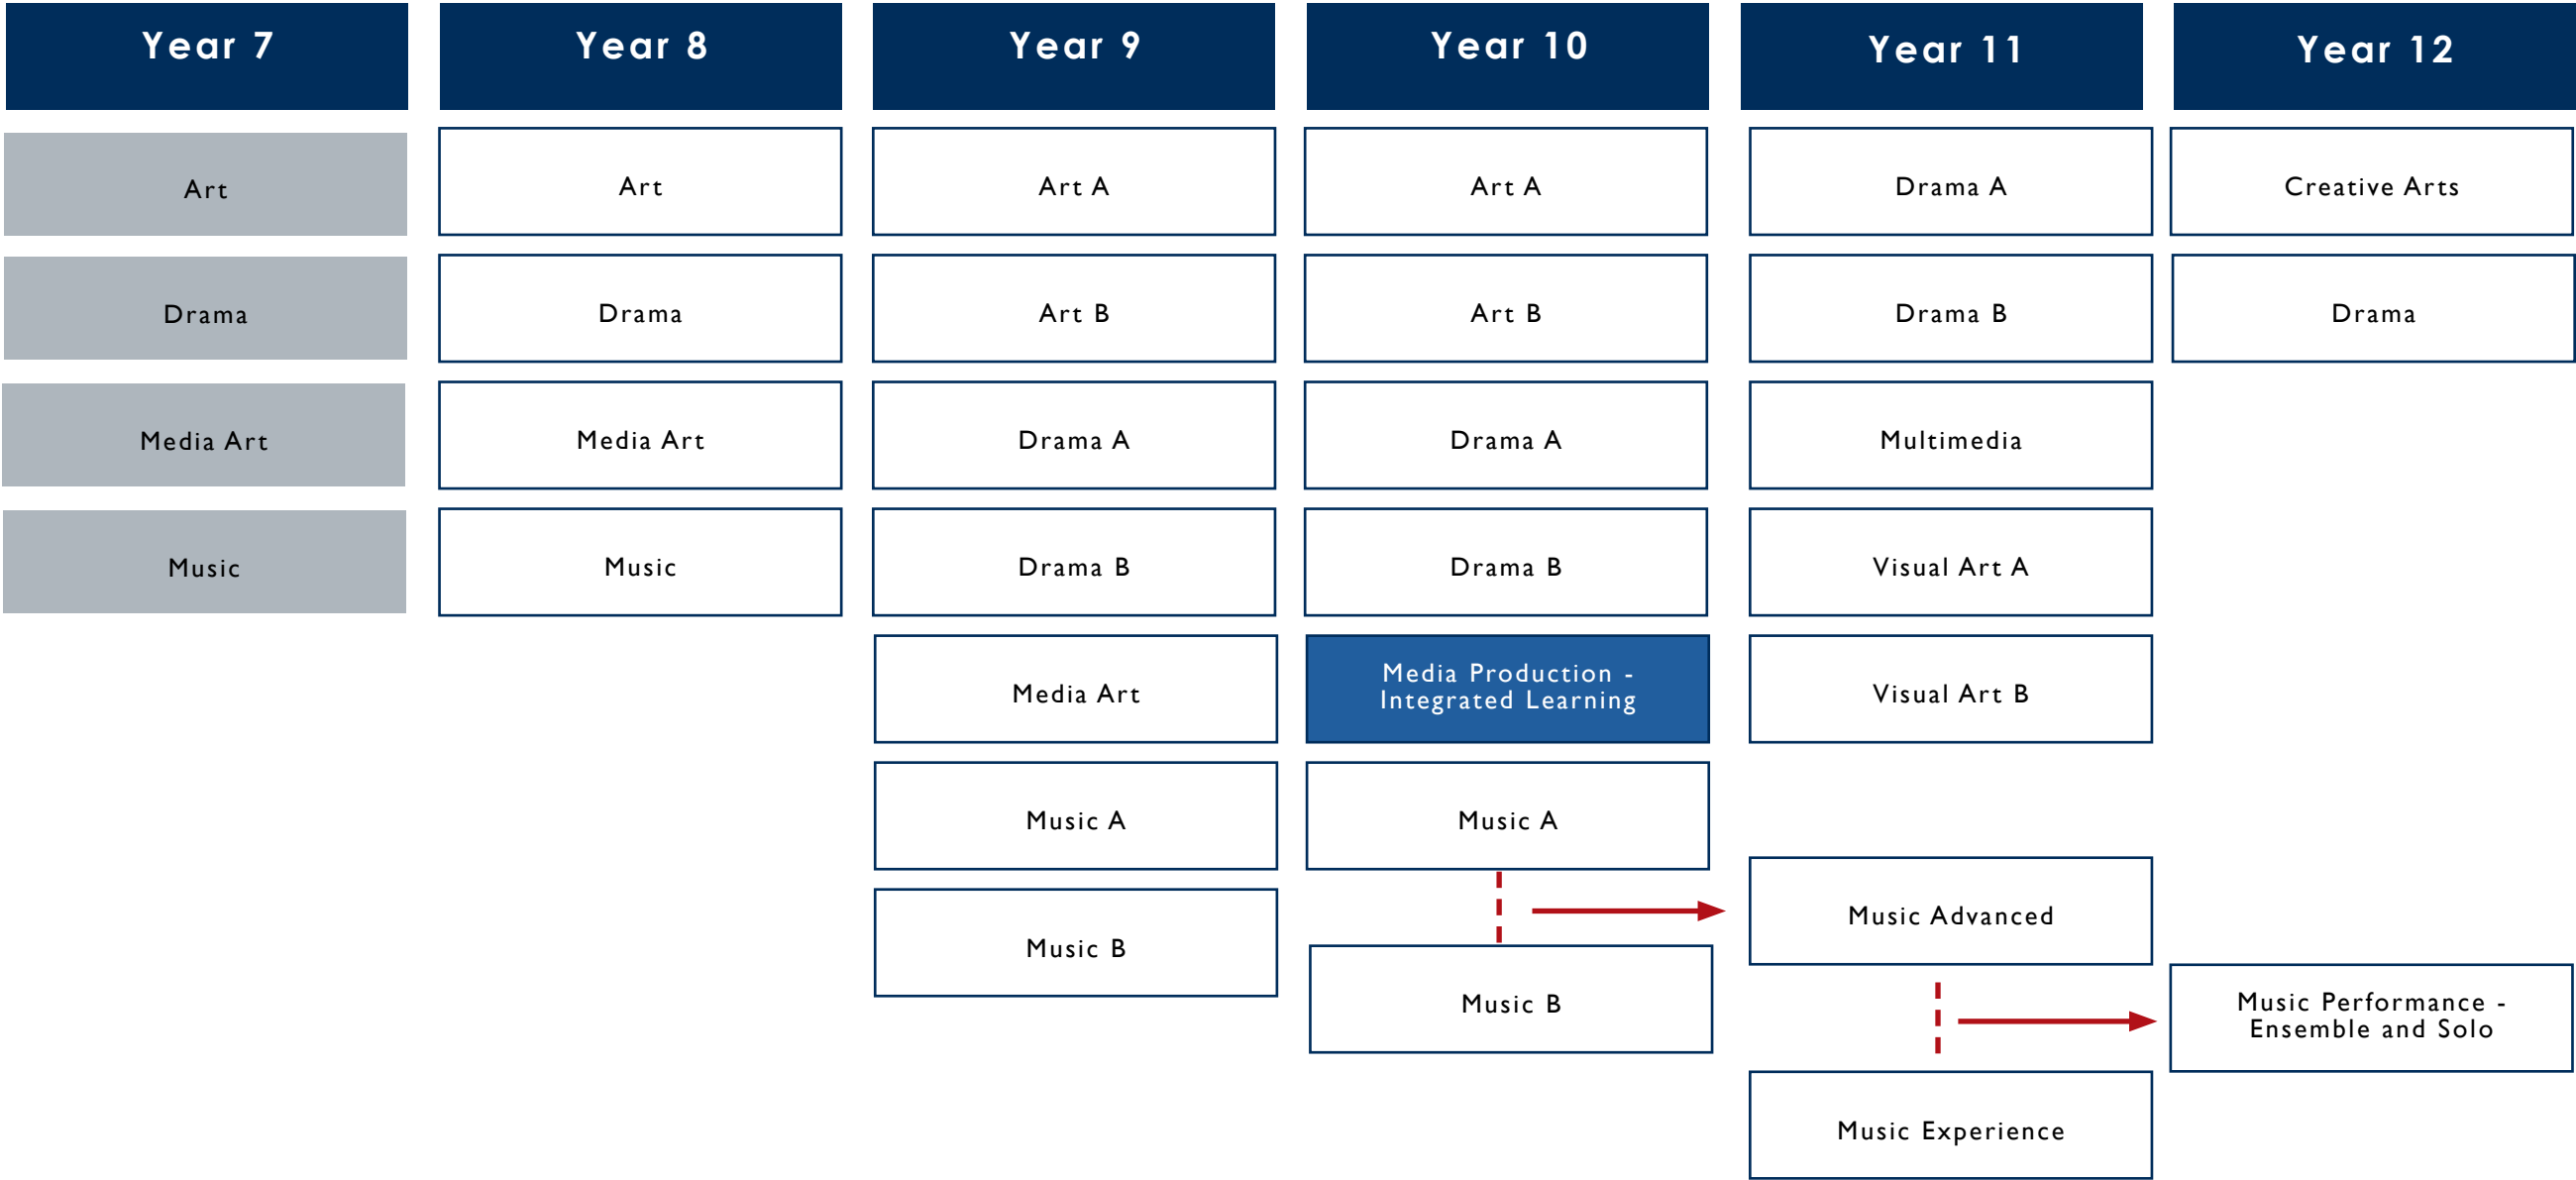 Year 7
Year 8
Year 9
Year 10
Year 11
Year 12
Art
Art
Art A
Art A
Drama A
Creative Arts
Drama
Drama
Art B
Art B
Drama B
Drama
Media Art
Media Art
Drama A
Drama A
Multimedia
Music
Music
Drama B
Drama B
Visual Art A
Media Art
Media Production -
Integrated Learning
Visual Art B
Music A
Music A
Music Advanced
Music B
Music B
Music Performance -
Ensemble and Solo
Music Experience